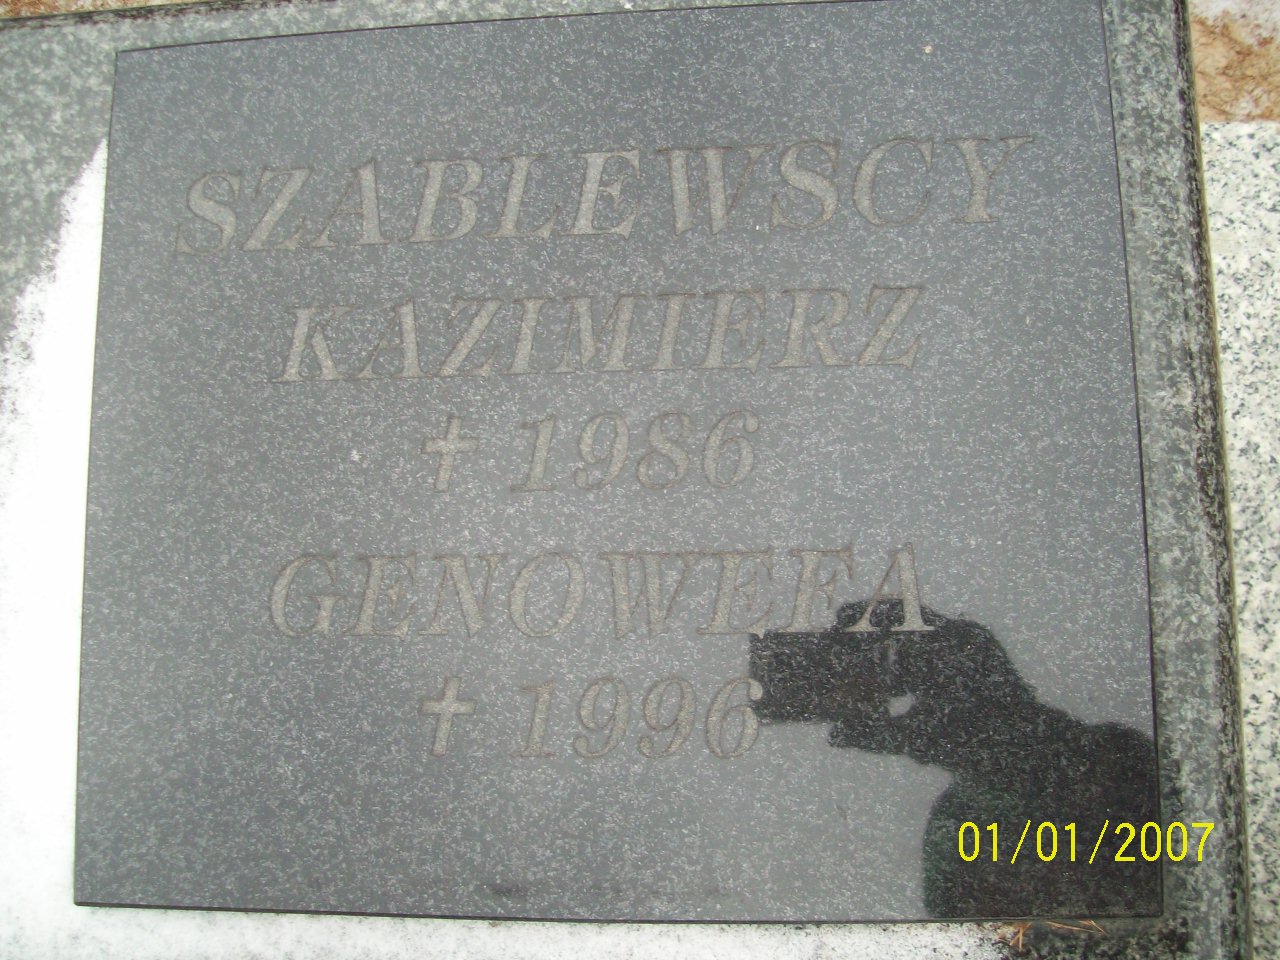 SZABLEWSCY
KAZIMIERZ
✝ 1986
GENOWEFA
✝ 1996
01/01/2007